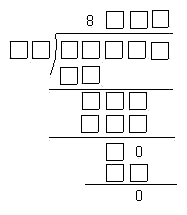 8 □ □ □
□ □ □ □ □ □ □
□ □
□ □ □
□ □ □
□ 0
□ □
0